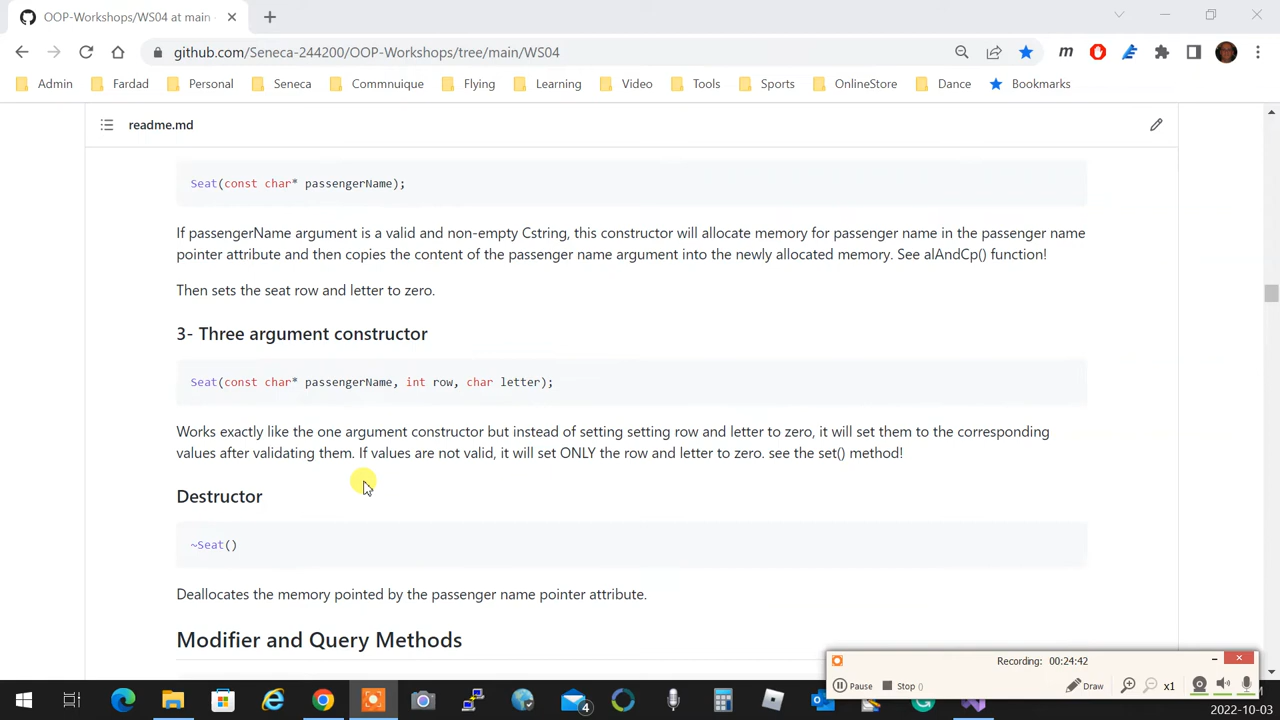 OOP-Workshops/WS04 at main
github.com/Seneca-244200/OOP-Workshops/tree/main/WS04
Admin Fardad Personal Seneca Commnuique Flying Learning Video Tools Sports OnlineStore Dance Bookmarks
readme.md
Seat(const char* passengerName);
If passengerName argument is a valid and non-empty Cstring, this constructor will allocate memory for passenger name in the passenger name
pointer attribute and then copies the content of the passenger name argument into the newly allocated memory. See alAndCp() function!
Then sets the seat row and letter to zero.
3- Three argument constructor
Seat(const char* passengerName, int row, char letter);
Works exactly like the one argument constructor but instead of setting setting row and letter to zero, it will set them to the corresponding
values after validating them. If values are not valid, it will set ONLY the row and letter to zero. see the set() method!
Destructor
~Seat()
Deallocates the memory pointed by the passenger name pointer attribute.
Modifier and Query Methods
Recording: 00:24:42
Pause Stop () Draw x1
4
2022-10-03